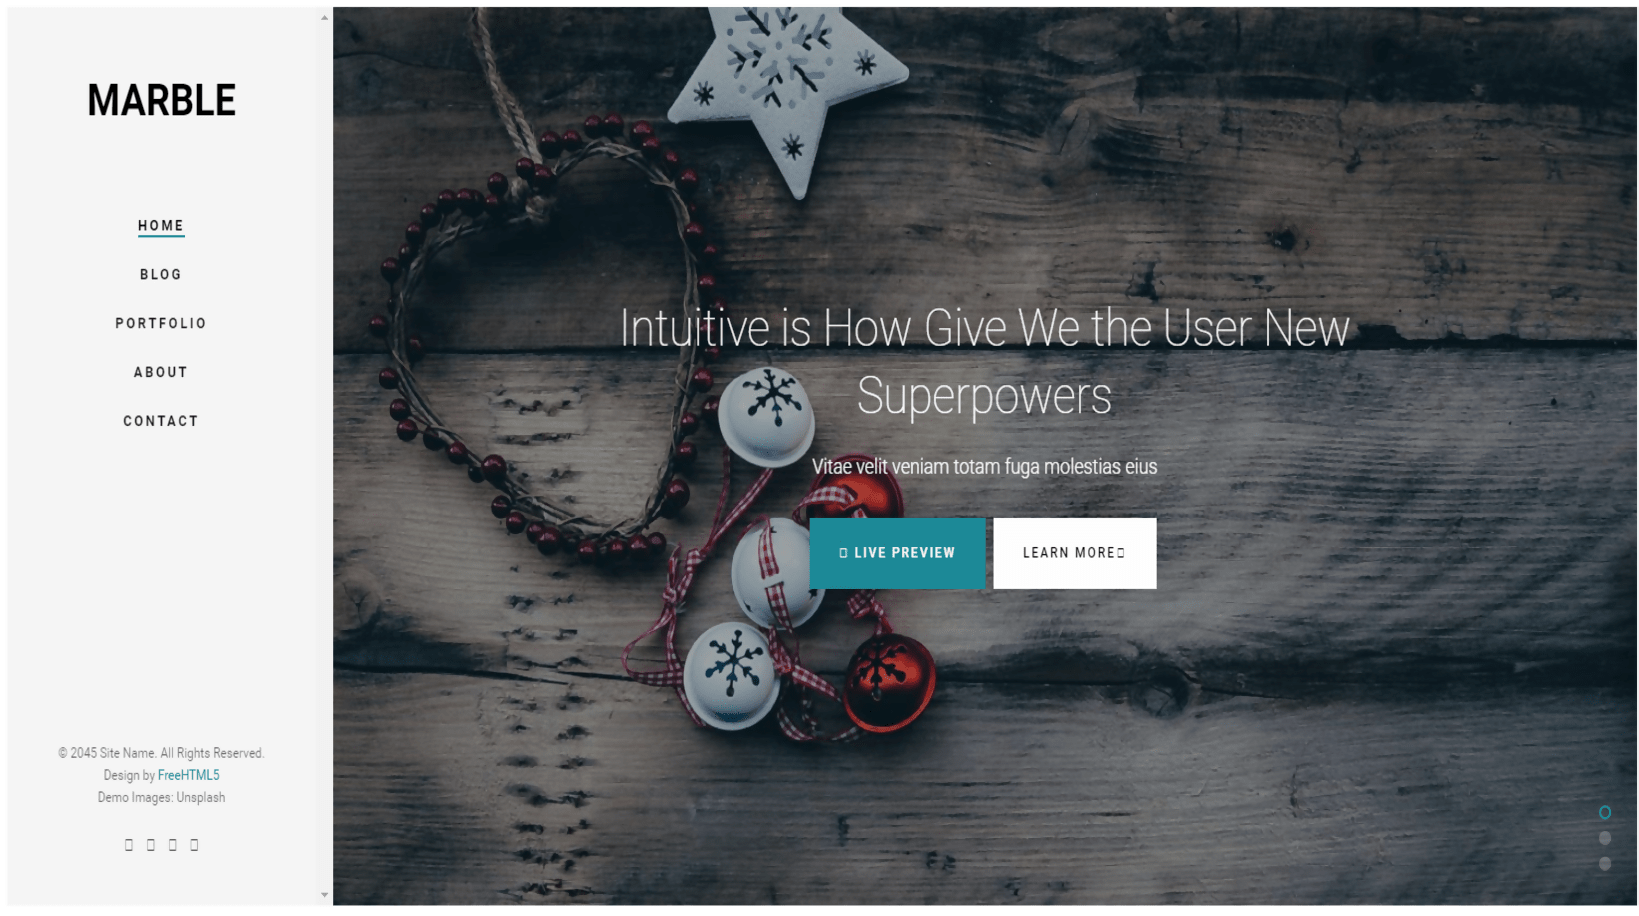 MARBLE
HOME
BLOG
PORTFOLIO
ABOUT
CONTACT
© 2045 Site Name. All Rights Reserved.
Design by FreeHTML5
Demo Images: Unsplash
Intuitive is How Give We the User New
Superpowers
Vitae velit veniam totam fuga molestias eius
LIVE PREVIEW
LEARN MORE